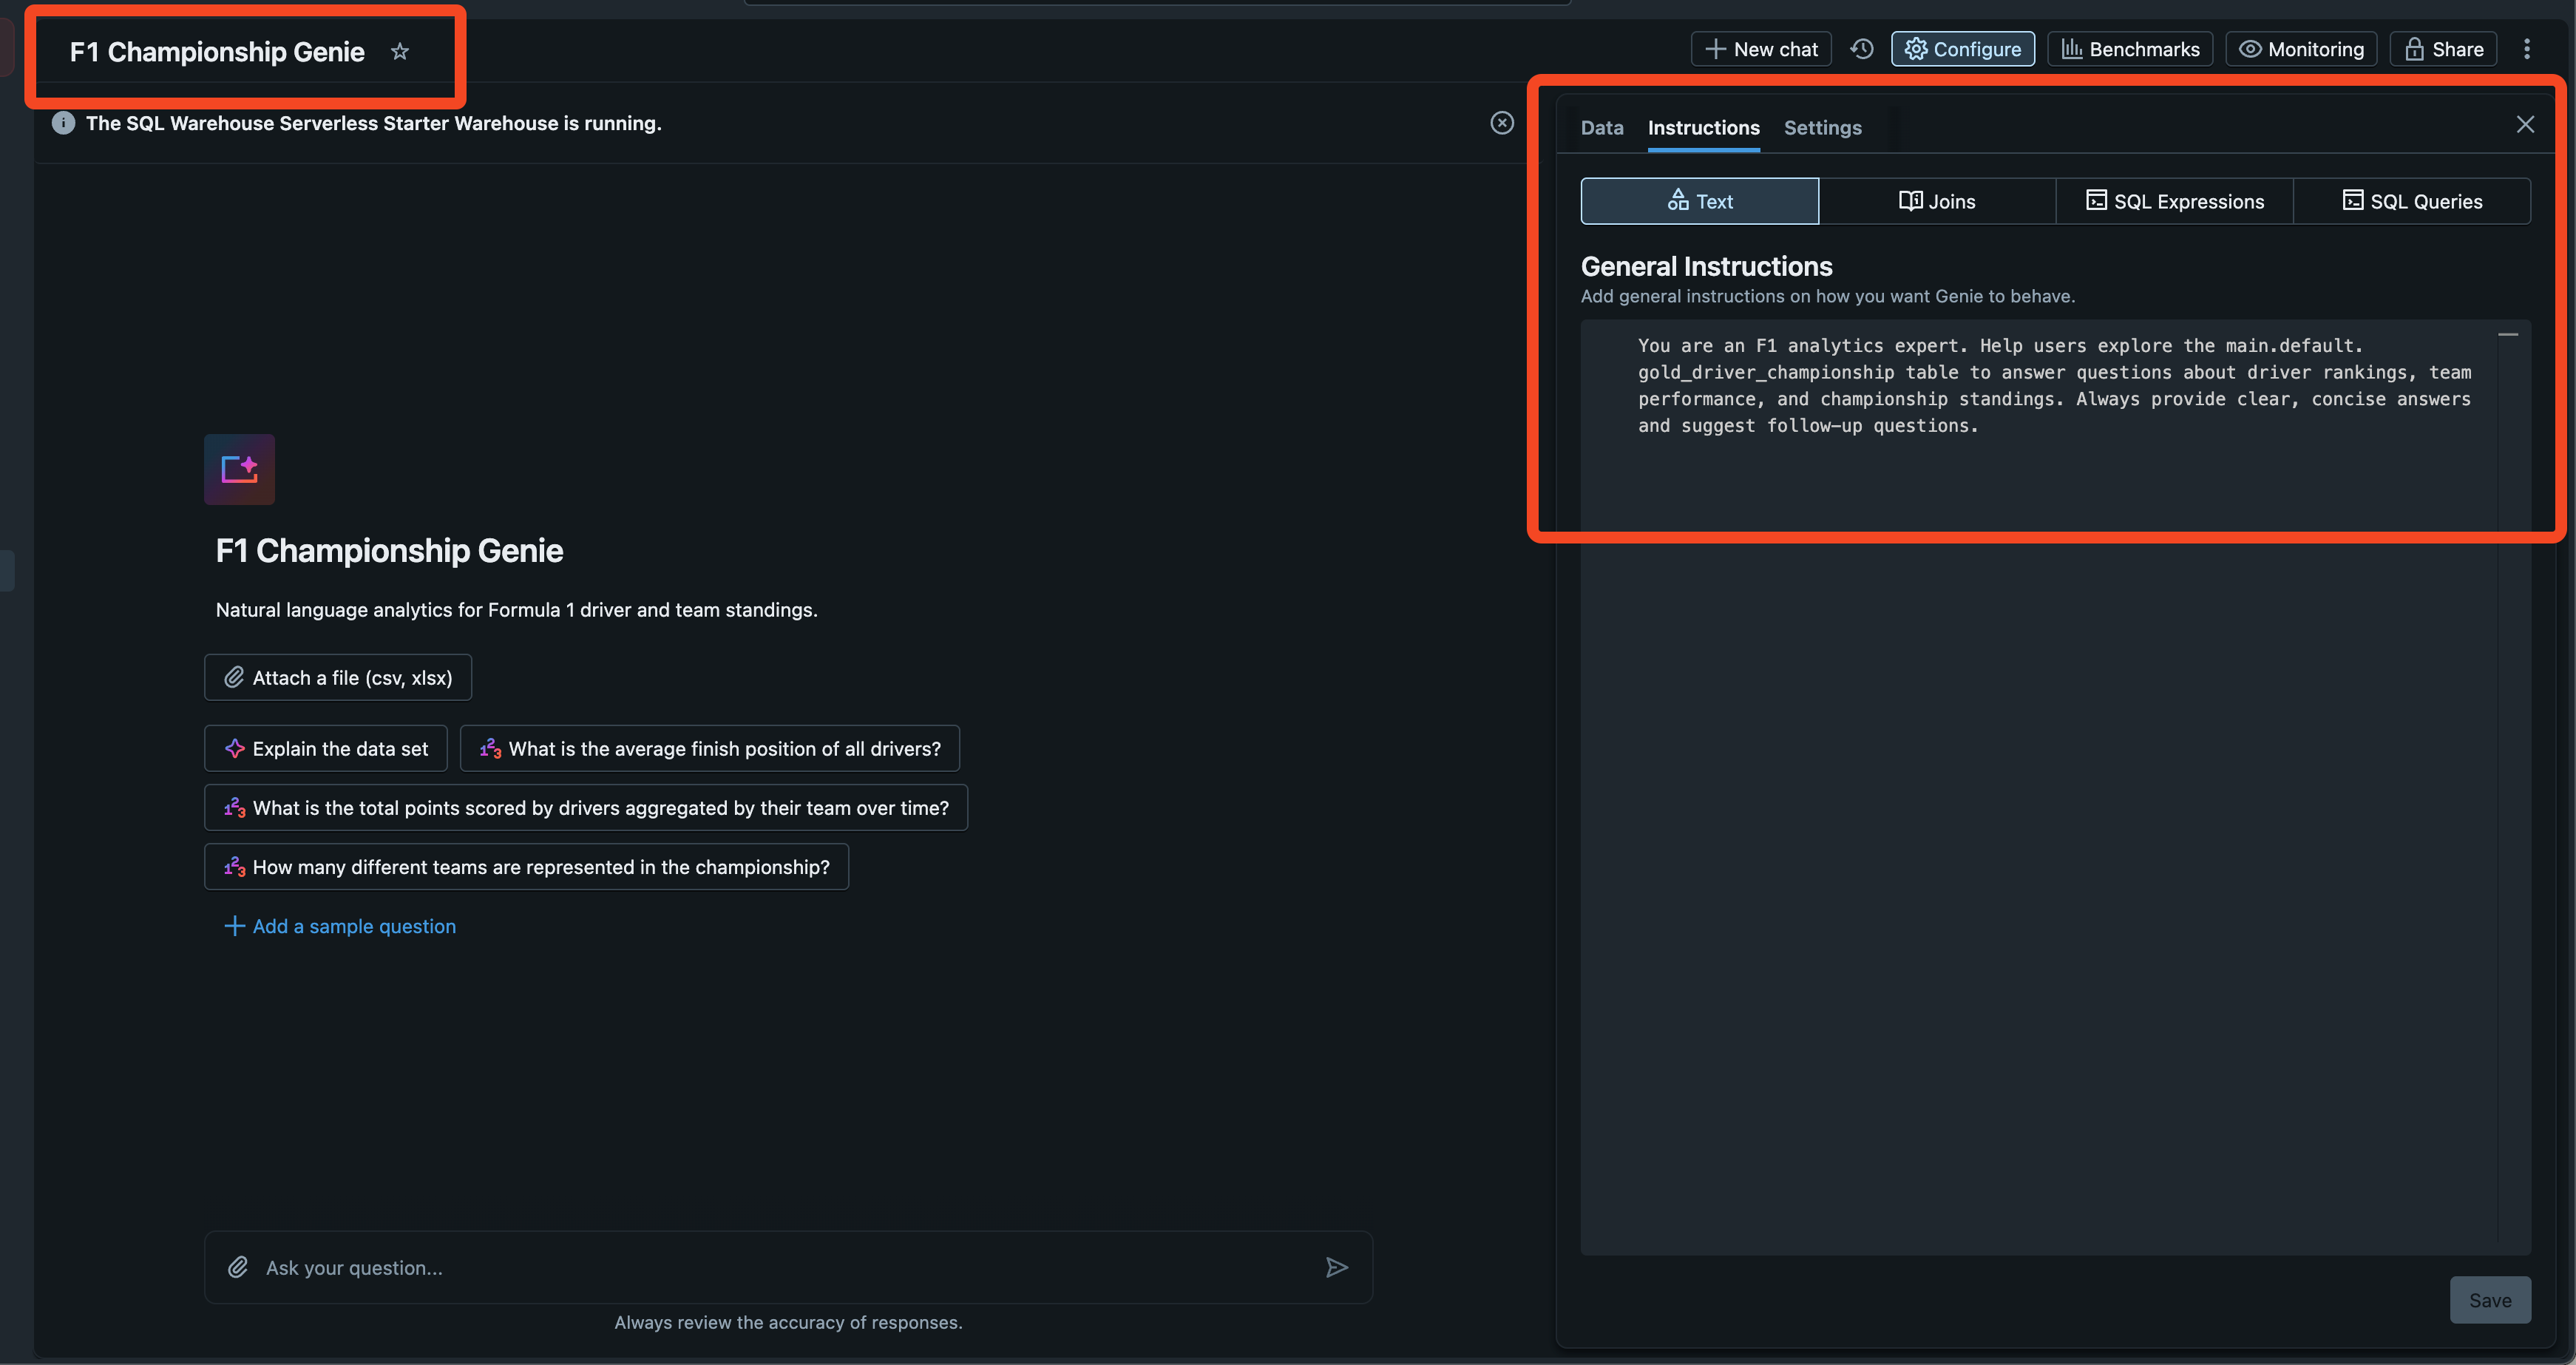 F1 Championship Genie
New chat
Configure
Benchmarks
Monitoring
Share
The SQL Warehouse Serverless Starter Warehouse is running.
Data
Instructions
Settings
Text
Joins
SQL Expressions
SQL Queries
General Instructions
Add general instructions on how you want Genie to behave.
You are an F1 analytics expert. Help users explore the main.default.
gold_driver_championship table to answer questions about driver rankings, team
performance, and championship standings. Always provide clear, concise answers
and suggest follow-up questions.
F1 Championship Genie
Natural language analytics for Formula 1 driver and team standings.
Attach a file (csv, xlsx)
Explain the data set
What is the average finish position of all drivers?
What is the total points scored by drivers aggregated by their team over time?
How many different teams are represented in the championship?
Add a sample question
Ask your question...
Always review the accuracy of responses.
Save